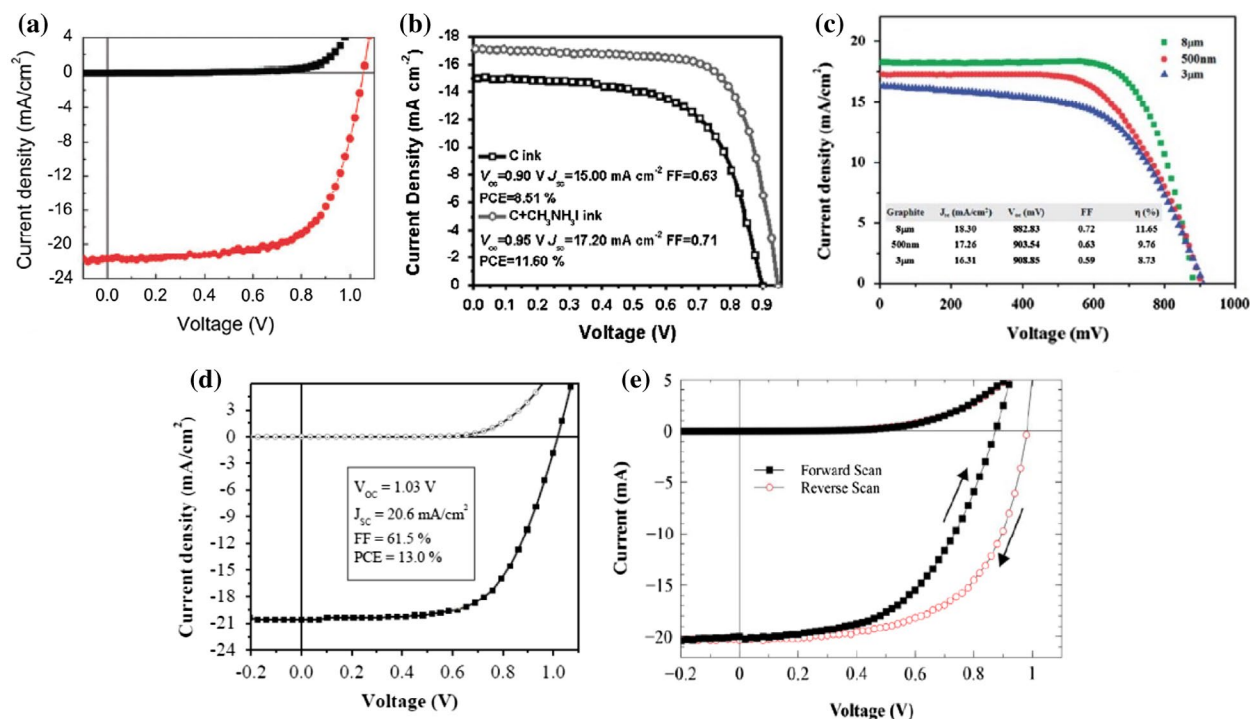 (a)
4
0
-4
-8
-12
-16
-20
-24
0.0 0.2 0.4 0.6 0.8 1.0
Current density (mA/cm²)
Voltage (V)
(b)
-18
-16
-14
-12
-10
-8
-6
-4
-2
0
Current Density (mA cm⁻²)
C ink
V_oc=0.90 V J_sc=15.00 mA cm⁻² FF=0.63
PCE=8.51 %
C+CH₃NH₃I ink
V_oc=0.95 V J_sc=17.20 mA cm⁻² FF=0.71
PCE=11.60 %
0.0 0.1 0.2 0.3 0.4 0.5 0.6 0.7 0.8 0.9
Voltage (V)
(c)
20
15
10
5
0
Current density (mA/cm²)
8μm
500nm
3μm
Graphite J_sc (mA/cm²) V_oc (mV) FF η (%)
8μm 18.30 882.83 0.72 11.65
500nm 17.26 903.54 0.63 9.76
3μm 16.31 908.85 0.59 8.73
0 200 400 600 800 1000
Voltage (mV)
(d)
3
0
-3
-6
-9
-12
-15
-18
-21
-24
Current density (mA/cm²)
V_OC = 1.03 V
J_SC = 20.6 mA/cm²
FF = 61.5 %
PCE = 13.0 %
-0.2 0.0 0.2 0.4 0.6 0.8 1.0
Voltage (V)
(e)
5
0
−5
−10
−15
−20
Current (mA)
Forward Scan
Reverse Scan
−0.2 0 0.2 0.4 0.6 0.8 1
Voltage (V)